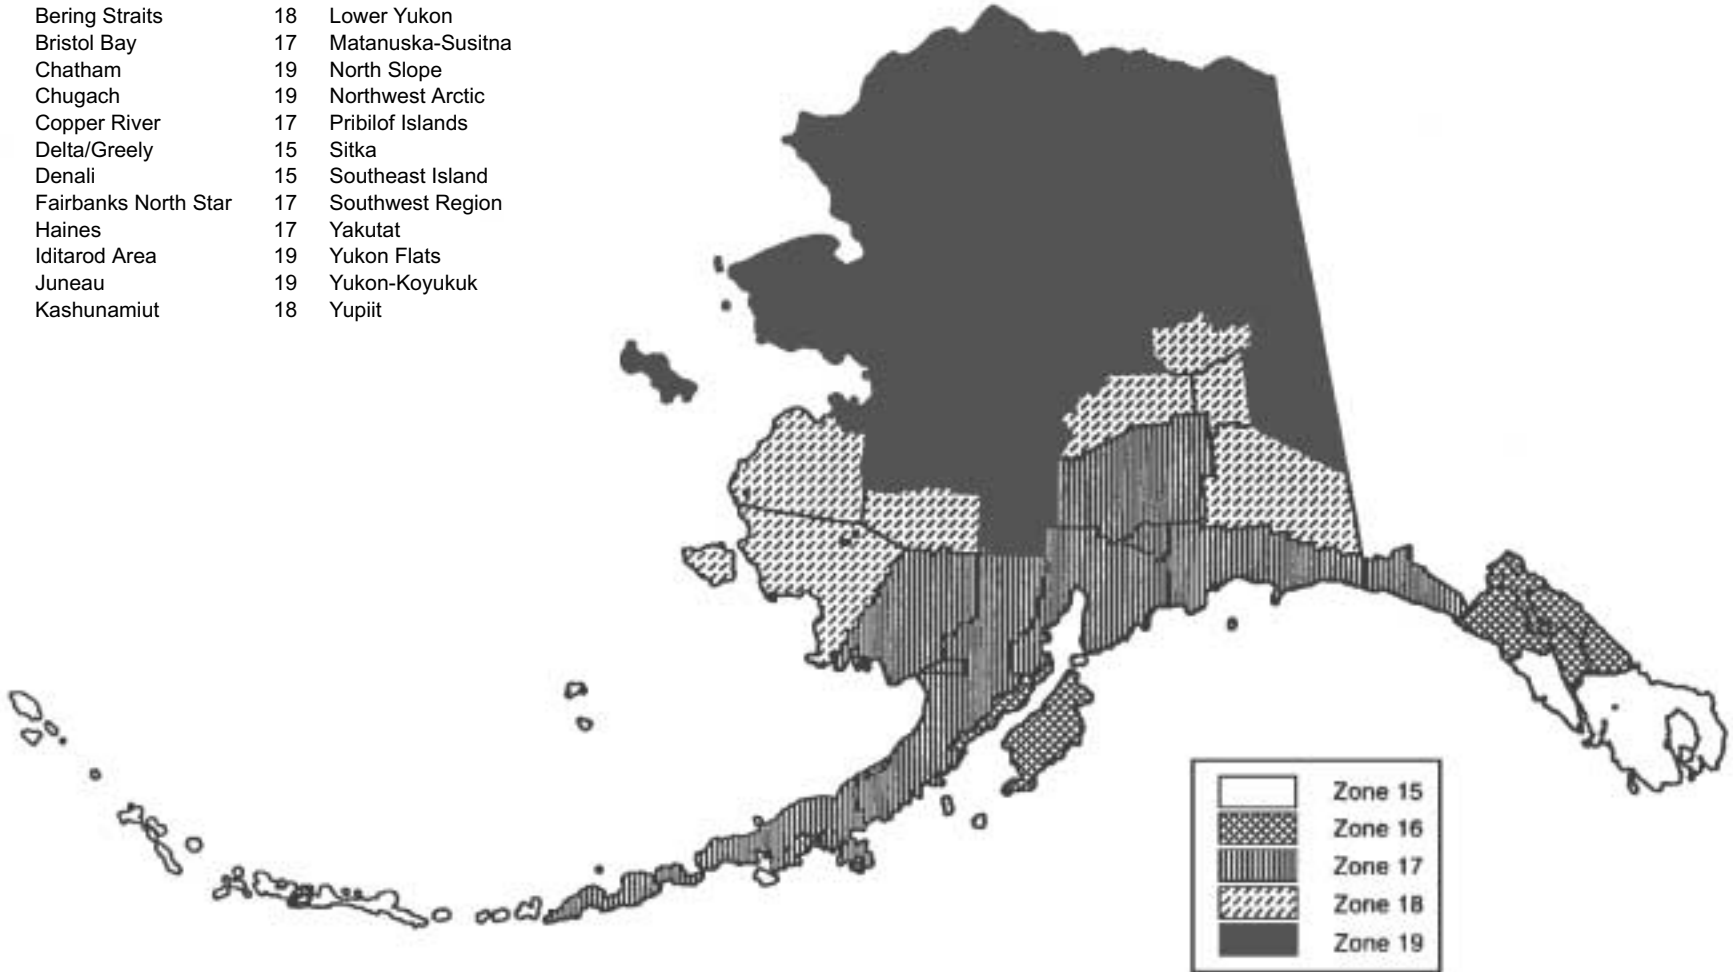 Bering Straits 18 Lower Yukon
Bristol Bay 17 Matanuska-Susitna
Chatham 19 North Slope
Chugach 19 Northwest Arctic
Copper River 17 Pribilof Islands
Delta/Greely 15 Sitka
Denali 15 Southeast Island
Fairbanks North Star 17 Southwest Region
Haines 17 Yakutat
Iditarod Area 19 Yukon Flats
Juneau 19 Yukon-Koyukuk
Kashunamiut 18 Yupiit
Zone 15
Zone 16
Zone 17
Zone 18
Zone 19